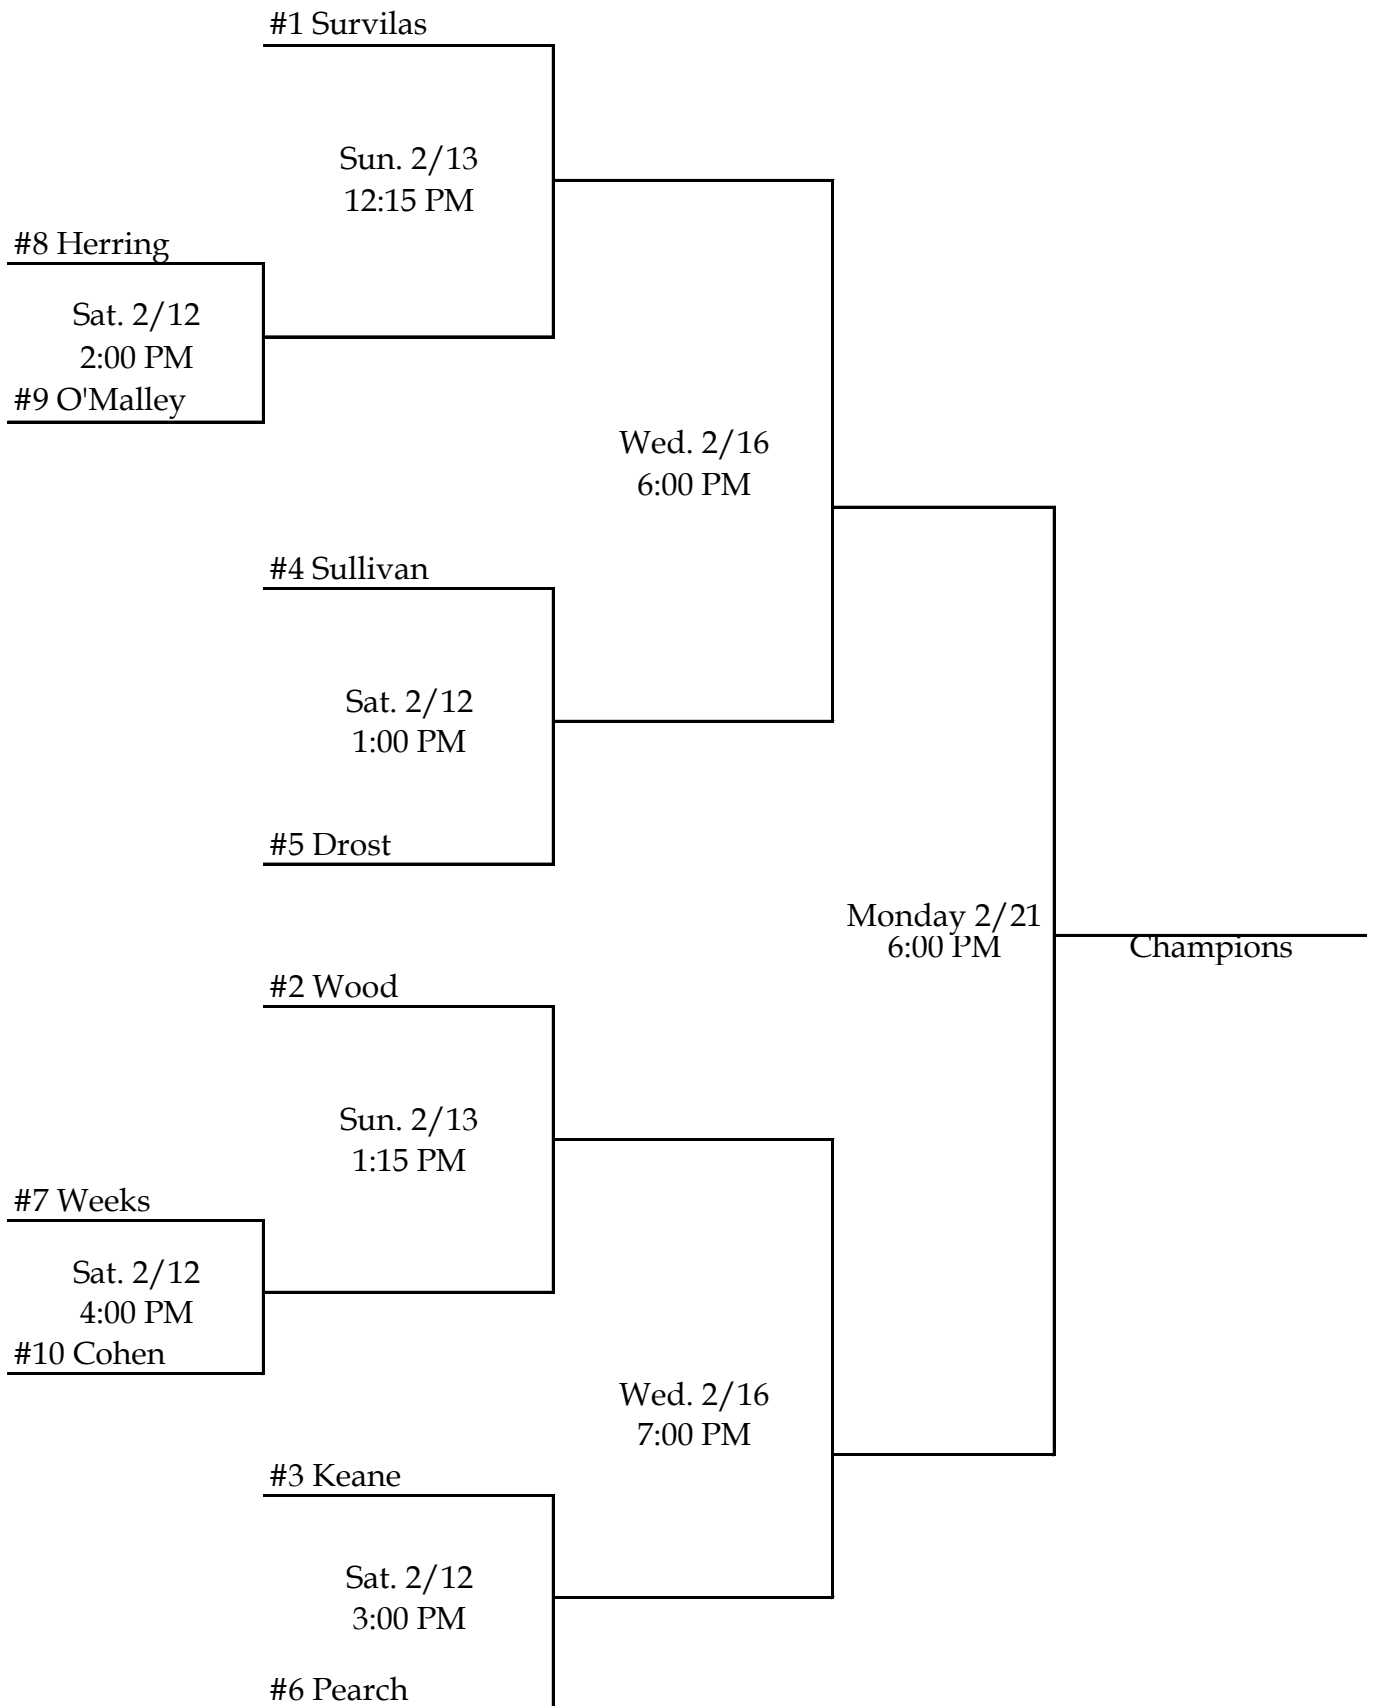 #1 Survilas
Sun. 2/13
12:15 PM
#8 Herring
Sat. 2/12
2:00 PM
#9 O'Malley
Wed. 2/16
6:00 PM
#4 Sullivan
Sat. 2/12
1:00 PM
#5 Drost
Monday 2/21
6:00 PM
Champions
#2 Wood
Sun. 2/13
1:15 PM
#7 Weeks
Sat. 2/12
4:00 PM
#10 Cohen
Wed. 2/16
7:00 PM
#3 Keane
Sat. 2/12
3:00 PM
#6 Pearch